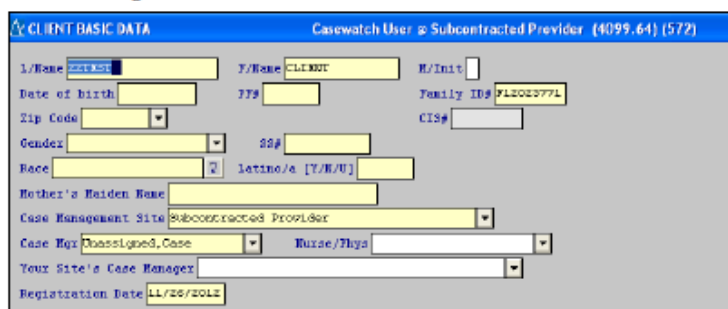 CLIENT BASIC DATA Casewatch User @ Subcontracted Provider (4099.64) (572)
L/Name ZZTEST F/Name CLIENT M/Init
Date of birth FF# Family ID#
Zip Code CIS#
Gender SS#
Race Latino/a [Y/N/U]
Mother's Maiden Name
Case Management Site Subcontracted Provider
Case Mgr Unassigned,Case Nurse/Phys
Your Site's Case Manager
Registration Date 11/26/2012